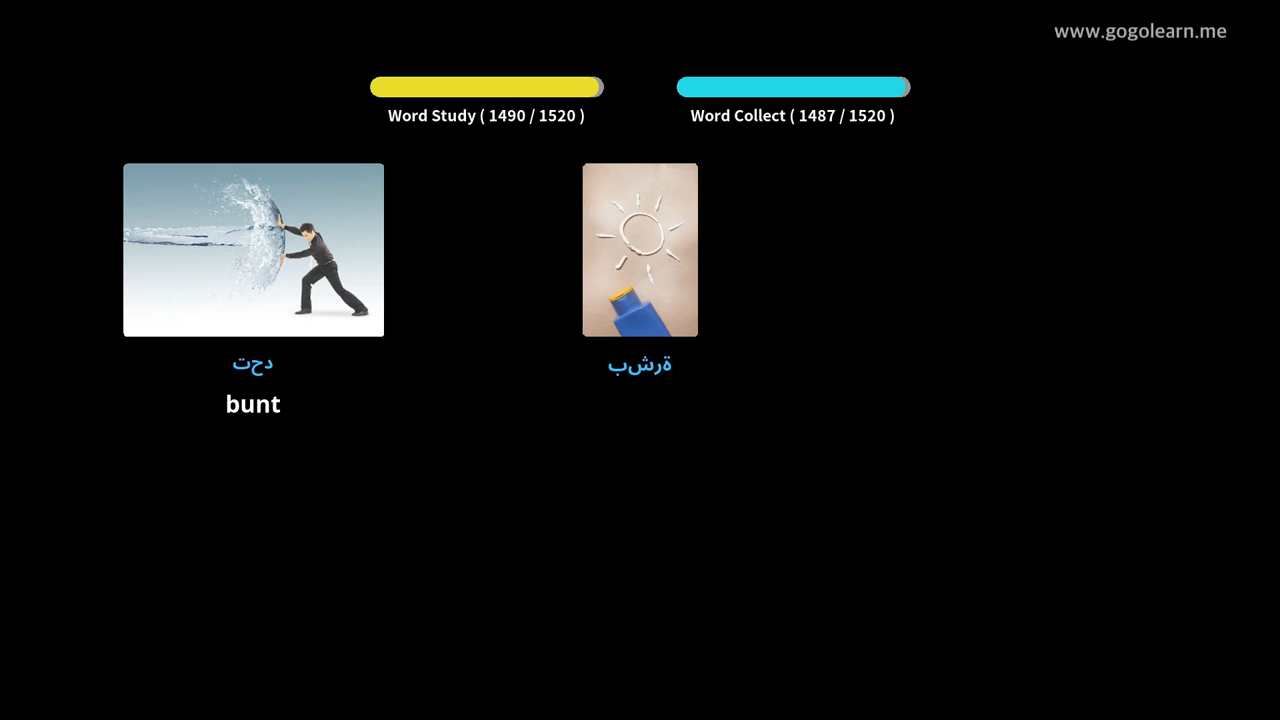 www.gogolearn.me
Word Study ( 1490 / 1520 )
Word Collect ( 1487 / 1520 )
دحت
bunt
ةرشب